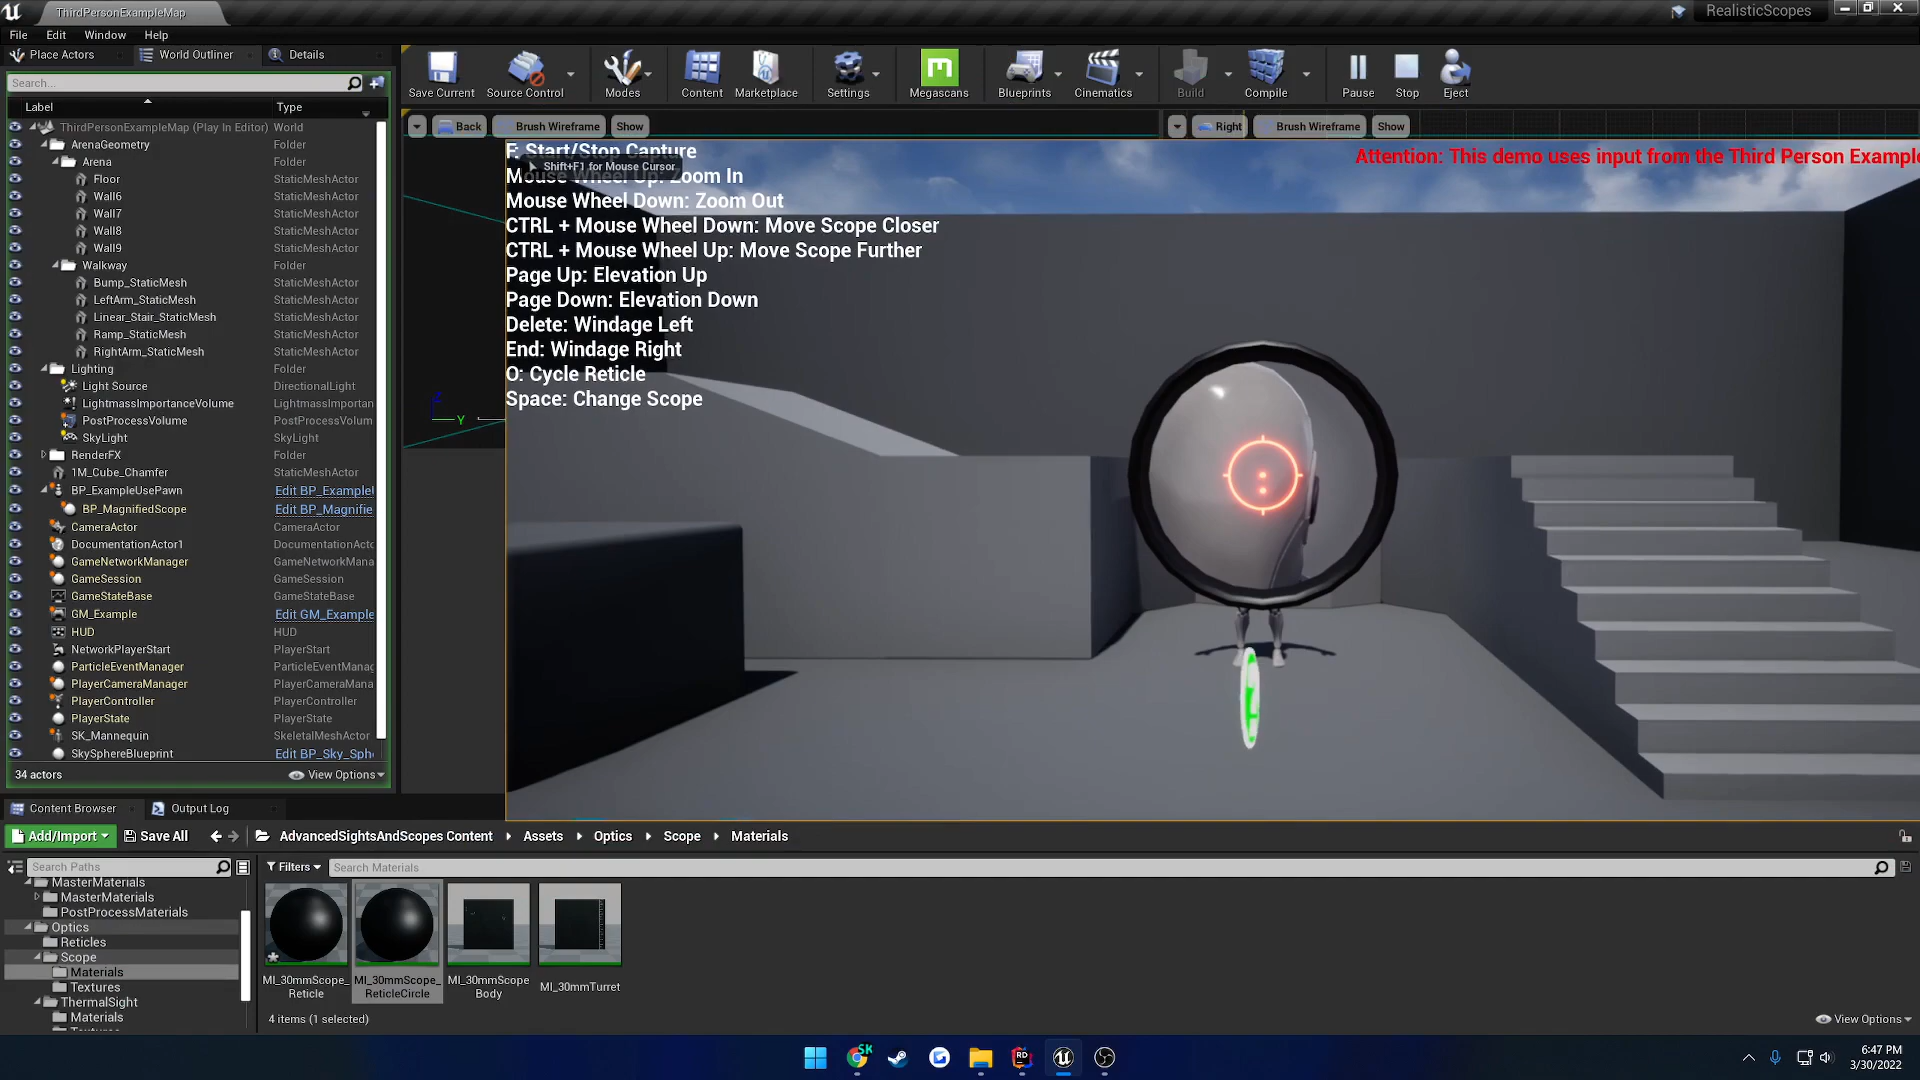 ThirdPersonExampleMap
RealisticScopes
File Edit Window Help
Place Actors World Outliner Details
Search...
Label Type
ThirdPersonExampleMap (Play In Editor) World
ArenaGeometry Folder
Arena Folder
Floor StaticMeshActor
Wall6 StaticMeshActor
Wall7 StaticMeshActor
Wall8 StaticMeshActor
Wall9 StaticMeshActor
Walkway Folder
Bump_StaticMesh StaticMeshActor
LeftArm_StaticMesh StaticMeshActor
Linear_Stair_StaticMesh StaticMeshActor
Ramp_StaticMesh StaticMeshActor
RightArm_StaticMesh StaticMeshActor
Lighting Folder
Light Source DirectionalLight
LightmassImportanceVolume LightmassImportan
PostProcessVolume PostProcessVolum
SkyLight SkyLight
RenderFX Folder
1M_Cube_Chamfer StaticMeshActor
BP_ExampleUsePawn Edit BP_Example
BP_MagnifiedScope Edit BP_Magnifie
CameraActor CameraActor
DocumentationActor1 DocumentationActo
GameNetworkManager GameNetworkMana
GameSession GameSession
GameStateBase GameStateBase
GM_Example Edit GM_Example
HUD HUD
NetworkPlayerStart PlayerStart
ParticleEventManager ParticleEventManag
PlayerCameraManager PlayerCameraMana
PlayerController PlayerController
PlayerState PlayerState
SK_Mannequin SkeletalMeshActor
SkySphereBlueprint Edit BP_Sky_Sph
34 actors View Options
Save Current Source Control Modes Content Marketplace Settings Megascans Blueprints Cinematics Build Compile Pause Stop Eject
Back Brush Wireframe Show Right Brush Wireframe Show
F: Start/Stop Capture
Shift+F1 for Mouse Cursor
Mouse Wheel Up: Zoom In
Mouse Wheel Down: Zoom Out
CTRL + Mouse Wheel Down: Move Scope Closer
CTRL + Mouse Wheel Up: Move Scope Further
Page Up: Elevation Up
Page Down: Elevation Down
Delete: Windage Left
End: Windage Right
O: Cycle Reticle
Space: Change Scope
Attention: This demo uses input from the Third Person Example
Y
Content Browser Output Log
Add/Import Save All AdvancedSightsAndScopes Content Assets Optics Scope Materials
Search Paths Filters Search Materials
MasterMaterials
MasterMaterials
PostProcessMaterials
Optics
Reticles
Scope
Materials
Textures
ThermalSight
Materials
MI_30mmScope_
Reticle
MI_30mmScope_
ReticleCircle
MI_30mmScope
Body
MI_30mmTurret
4 items (1 selected) View Options
SK
RD
6:47 PM
3/30/2022